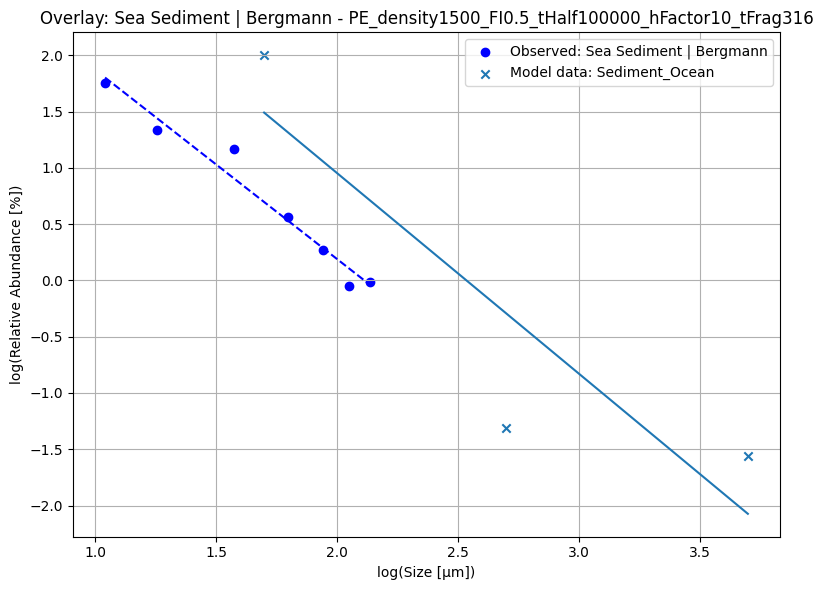 Overlay: Sea Sediment | Bergmann - PE_density1500_FI0.5_tHalf100000_hFactor10_tFrag316
Observed: Sea Sediment | Bergmann
Model data: Sediment_Ocean
log(Relative Abundance [%])
2.0
1.5
1.0
0.5
0.0
−0.5
−1.0
−1.5
−2.0
1.0 1.5 2.0 2.5 3.0 3.5
log(Size [µm])